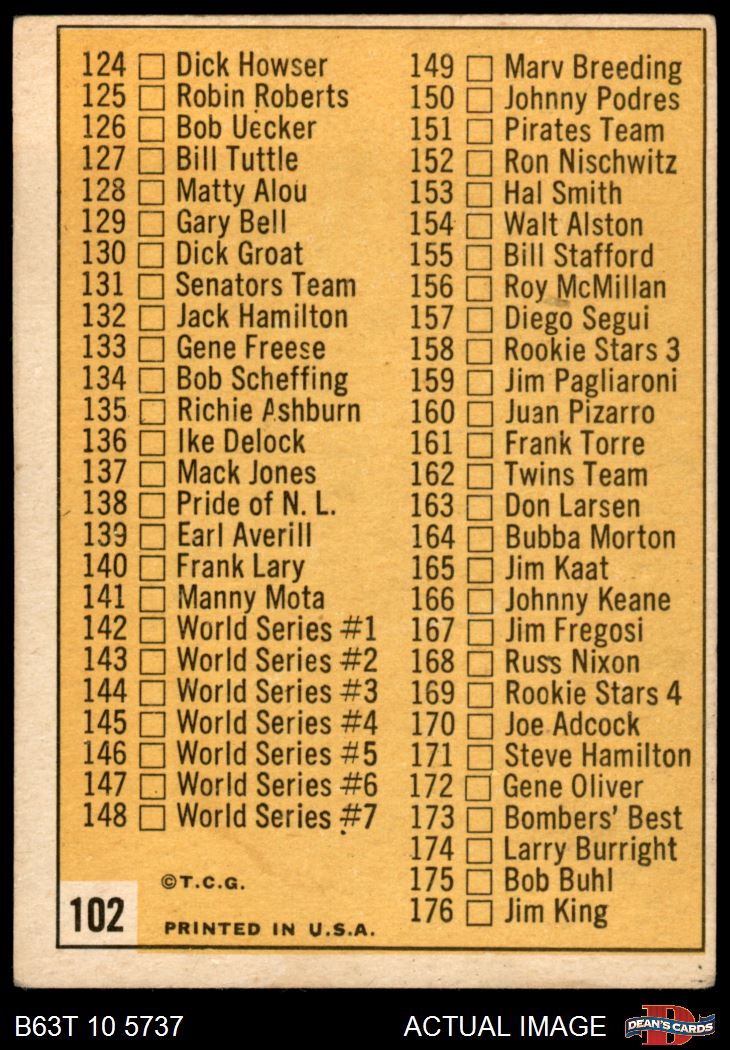 124 Dick Howser
125 Robin Roberts
126 Bob Uecker
127 Bill Tuttle
128 Matty Alou
129 Gary Bell
130 Dick Groat
131 Senators Team
132 Jack Hamilton
133 Gene Freese
134 Bob Scheffing
135 Richie Ashburn
136 Ike Delock
137 Mack Jones
138 Pride of N. L.
139 Earl Averill
140 Frank Lary
141 Manny Mota
142 World Series #1
143 World Series #2
144 World Series #3
145 World Series #4
146 World Series #5
147 World Series #6
148 World Series #7
149 Marv Breeding
150 Johnny Podres
151 Pirates Team
152 Ron Nischwitz
153 Hal Smith
154 Walt Alston
155 Bill Stafford
156 Roy McMillan
157 Diego Segui
158 Rookie Stars 3
159 Jim Pagliaroni
160 Juan Pizarro
161 Frank Torre
162 Twins Team
163 Don Larsen
164 Bubba Morton
165 Jim Kaat
166 Johnny Keane
167 Jim Fregosi
168 Russ Nixon
169 Rookie Stars 4
170 Joe Adcock
171 Steve Hamilton
172 Gene Oliver
173 Bombers' Best
174 Larry Burright
175 Bob Buhl
176 Jim King
©T.C.G.
102
PRINTED IN U.S.A.
B63T 10 5737
ACTUAL IMAGE
DEAN'S CARDS